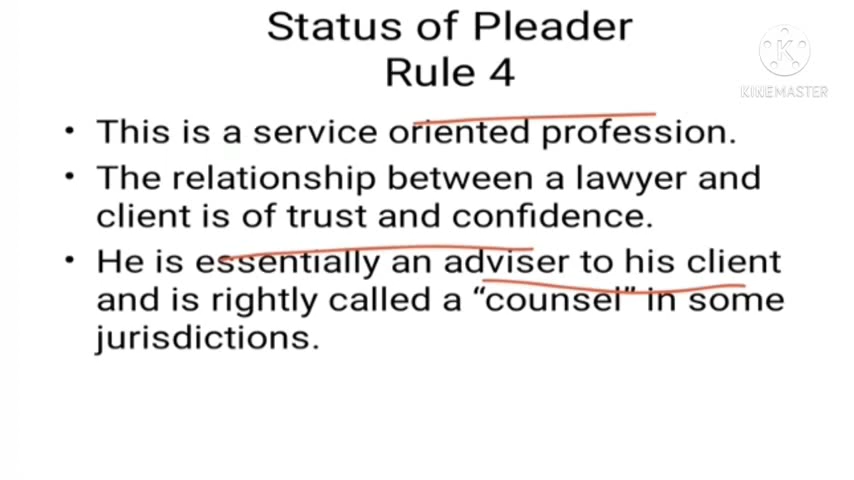 Status of Pleader
Rule 4
K
KINEMASTER
• This is a service oriented profession.
• The relationship between a lawyer and
client is of trust and confidence.
• He is essentially an adviser to his client
and is rightly called a “counsel” in some
jurisdictions.